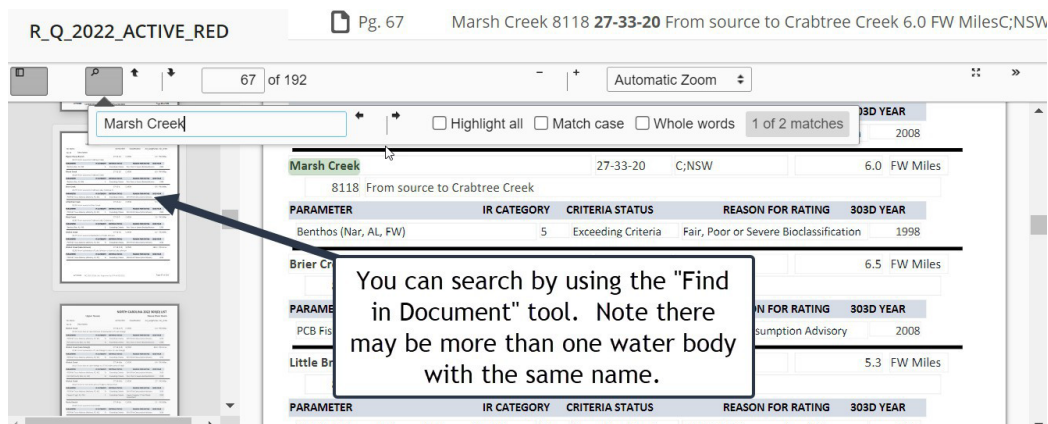 R_Q_2022_ACTIVE_RED
Pg. 67 Marsh Creek 8118 27-33-20 From source to Crabtree Creek 6.0 FW MilesC;NSW
67 of 192
Automatic Zoom
Marsh Creek
Highlight all Match case Whole words 1 of 2 matches
303D YEAR
2008
Marsh Creek 27-33-20 C;NSW 6.0 FW Miles
8118 From source to Crabtree Creek
PARAMETER IR CATEGORY CRITERIA STATUS REASON FOR RATING 303D YEAR
Benthos (Nar, AL, FW) 5 Exceeding Criteria Fair, Poor or Severe Bioclassification 1998
Brier Cr 6.5 FW Miles
PARAME ON FOR RATING 303D YEAR
PCB Fis sumption Advisory 2008
Little Br 5.3 FW Miles
PARAMETER IR CATEGORY CRITERIA STATUS REASON FOR RATING 303D YEAR
You can search by using the "Find
in Document" tool. Note there
may be more than one water body
with the same name.